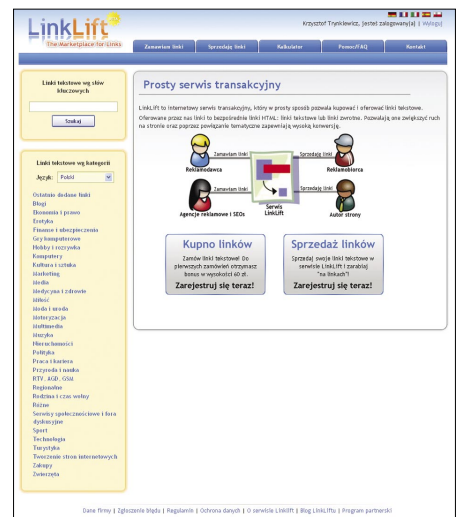 LinkLift
The Marketplace for Links
Krzysztof Trynkiewicz, jesteś zalogowany(a) | Wyloguj
Zamawiam linki
Sprzedaję linki
Kalkulator
Pomoc/FAQ
Kontakt
Linki tekstowe wg słów
kluczowych
Szukaj
Linki tekstowe wg kategorii
Język: Polski
Ostatnio dodane linki
Blogi
Ekonomia i prawo
Erotyka
Finanse i ubezpieczenia
Gry komputerowe
Hobby i rozrywka
Komputery
Kultura i sztuka
Marketing
Media
Medycyna i zdrowie
Miłość
Moda i uroda
Motoryzacja
Multimedia
Muzyka
Nieruchomości
Polityka
Praca i kariera
Przyroda i nauka
RTV, AGD, GSM
Regionalne
Rodzina i czas wolny
Różne
Serwisy społecznościowe i fora
dyskusyjne
Sport
Technologia
Turystyka
Tworzenie stron internetowych
Zakupy
Zwierzęta
Prosty serwis transakcyjny
LinkLift to internetowy serwis transakcyjny, który w prosty sposób pozwala kupować i oferować linki tekstowe.
Oferowane przez nas linki to bezpośrednie linki HTML: linki tekstowe lub linki zwrotne. Pozwalają one zwiększyć ruch
na stronie oraz poprzez powiązanie tematyczne zapewniają wysoką konwersję.
Zamawiam linki
Sprzedaję linki
Reklamodawca
Reklamobiorca
Zamawiam linki
Sprzedaję linki
Agencje reklamowe i SEOs
Serwis
LinkLift
Autor strony
Kupno linków
Zamów linki tekstowe! Do
pierwszych zamówień otrzymasz
bonus w wysokości 60 zł.
Zarejestruj się teraz!
Sprzedaż linków
Sprzedaj swoje linki tekstowe w
serwisie LinkLift i zarabiaj
"na linkach"!
Zarejestruj się teraz!
Dane firmy | Zgłoszenie błędu | Regulamin | Ochrona danych | O serwisie LinkLift | Blog LinkLiftu | Program partnerski